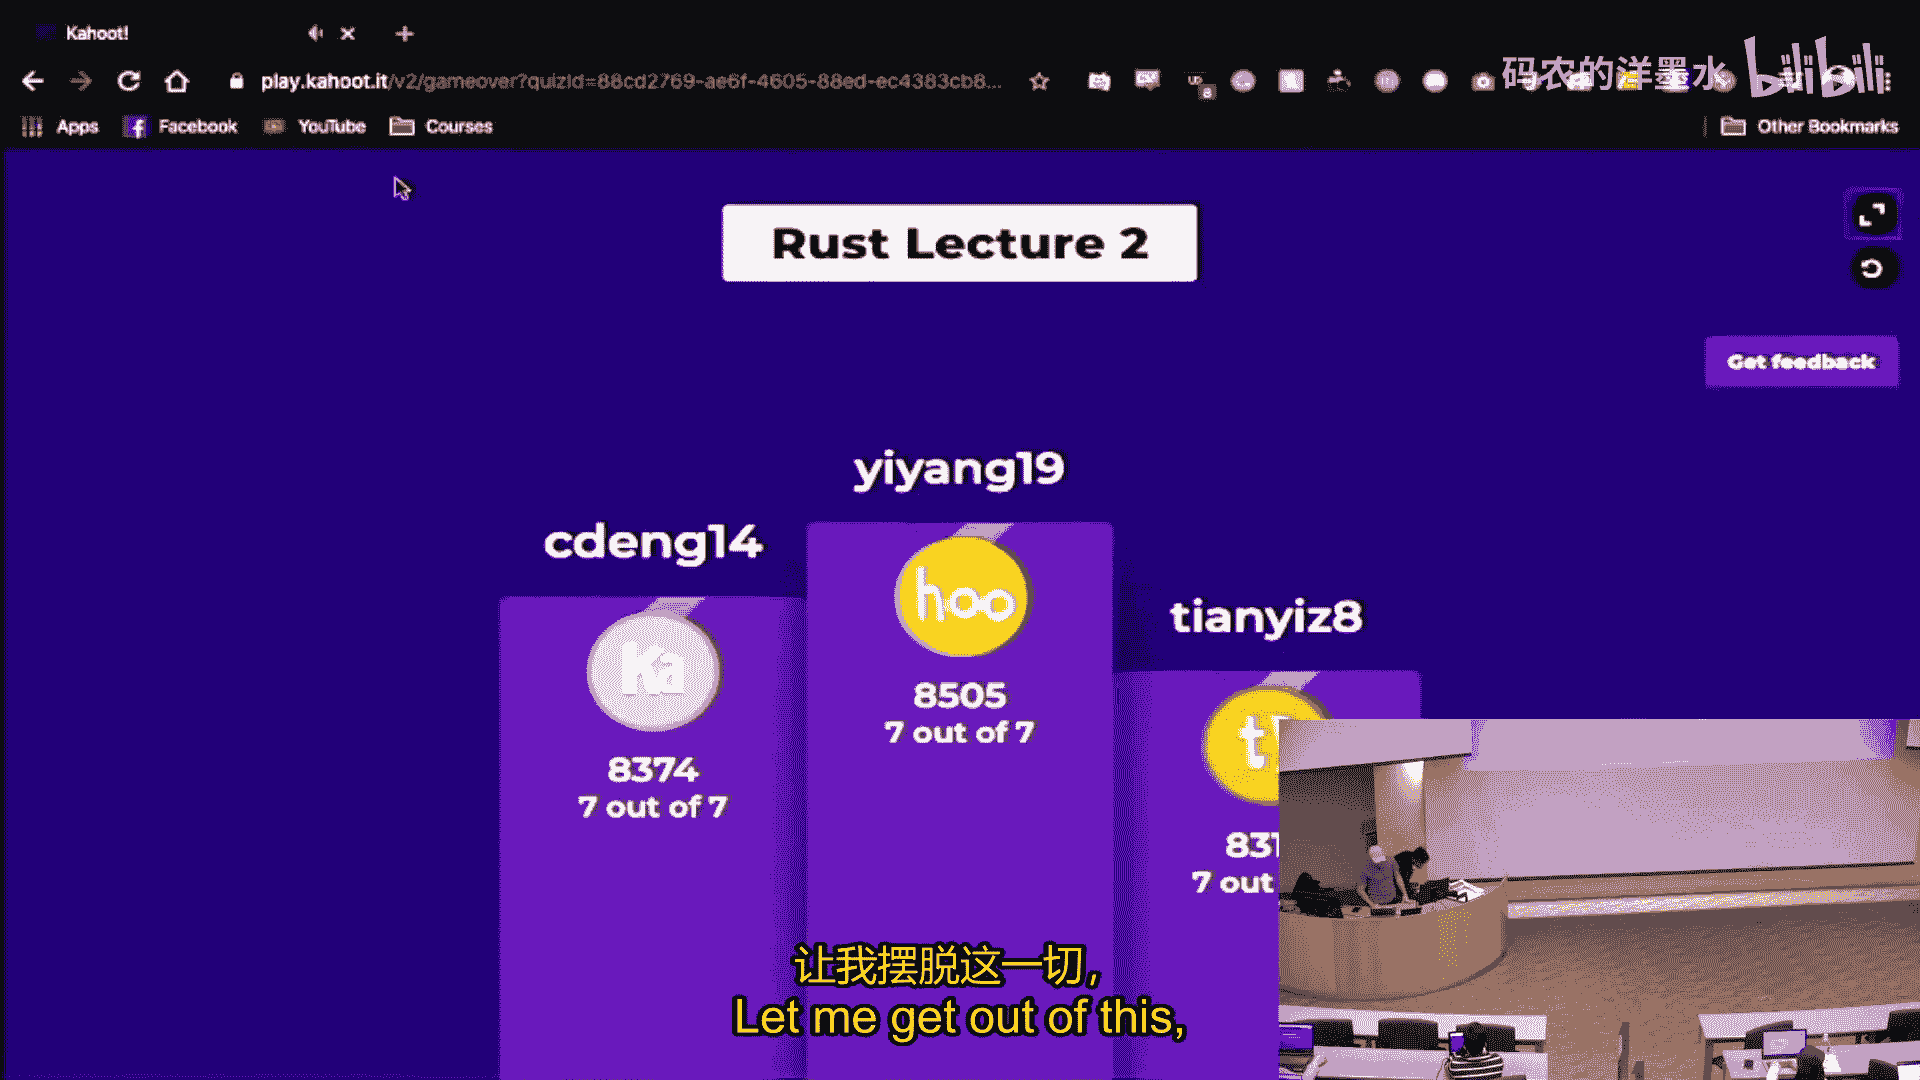 Kahoot!
play.kahoot.it/v2/gameover?quizId=88cd2769-ae6f-4605-88ed-ec4383cb8...
码农的洋墨水 bilibili
Apps Facebook YouTube Courses Other Bookmarks
Rust Lecture 2
Get feedback
yiyang19
cdeng14
tianyiz8
hoo
ka
8505
7 out of 7
8374
7 out of 7
7 out
让我摆脱这一切,
Let me get out of this,